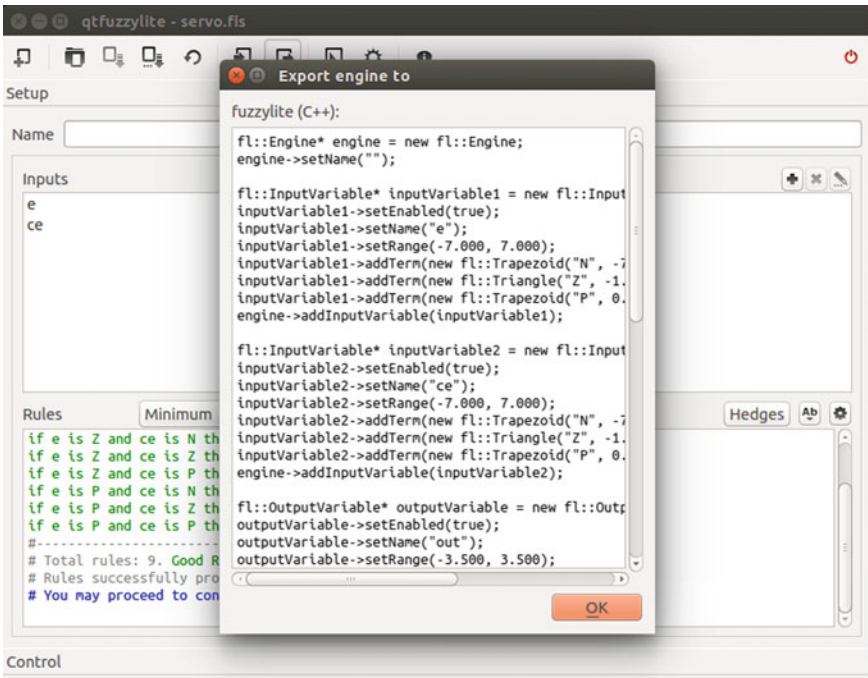 qtfuzzylite - servo.fis
Setup
Name
Inputs
e
ce
Rules
Minimum
Hedges
Ab
if e is Z and ce is N th
if e is Z and ce is Z th
if e is Z and ce is P th
if e is P and ce is N th
if e is P and ce is Z th
if e is P and ce is P th
#-----------------------
# Total rules: 9. Good R
# Rules successfully pro
# You may proceed to con
Control
Export engine to
fuzzylite (C++):
fl::Engine* engine = new fl::Engine;
engine->setName("");
fl::InputVariable* inputVariable1 = new fl::Input
inputVariable1->setEnabled(true);
inputVariable1->setName("e");
inputVariable1->setRange(-7.000, 7.000);
inputVariable1->addTerm(new fl::Trapezoid("N", -7
inputVariable1->addTerm(new fl::Triangle("Z", -1.
inputVariable1->addTerm(new fl::Trapezoid("P", 0.
engine->addInputVariable(inputVariable1);
fl::InputVariable* inputVariable2 = new fl::Input
inputVariable2->setEnabled(true);
inputVariable2->setName("ce");
inputVariable2->setRange(-7.000, 7.000);
inputVariable2->addTerm(new fl::Trapezoid("N", -7
inputVariable2->addTerm(new fl::Triangle("Z", -1.
inputVariable2->addTerm(new fl::Trapezoid("P", 0.
engine->addInputVariable(inputVariable2);
fl::OutputVariable* outputVariable = new fl::Outp
outputVariable->setEnabled(true);
outputVariable->setName("out");
outputVariable->setRange(-3.500, 3.500);
OK